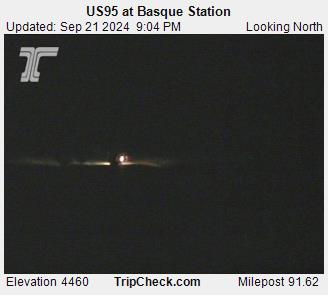 US95 at Basque Station
Updated: Sep 21 2024 9:04 PM Looking North
Elevation 4460 TripCheck.com Milepost 91.62